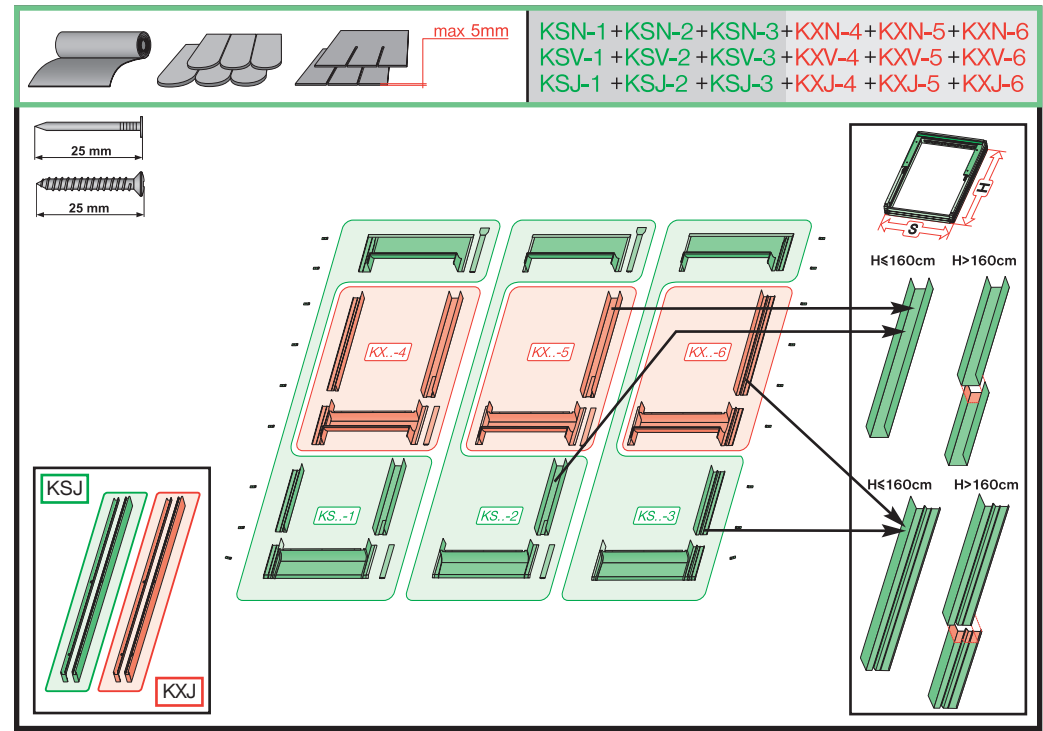 max 5mm
KSN-1+KSN-2+KSN-3+KXN-4+KXN-5+KXN-6
KSV-1 +KSV-2 +KSV-3+KXV-4+KXV-5+KXV-6
KSJ-1 +KSJ-2 +KSJ-3 +KXJ-4 +KXJ-5 +KXJ-6
25 mm
25 mm
H
S
H≤160cm
H>160cm
KX..-4
KX..-5
KX..-6
KS..-1
KS..-2
KS..-3
H≤160cm
H>160cm
KSJ
KXJ